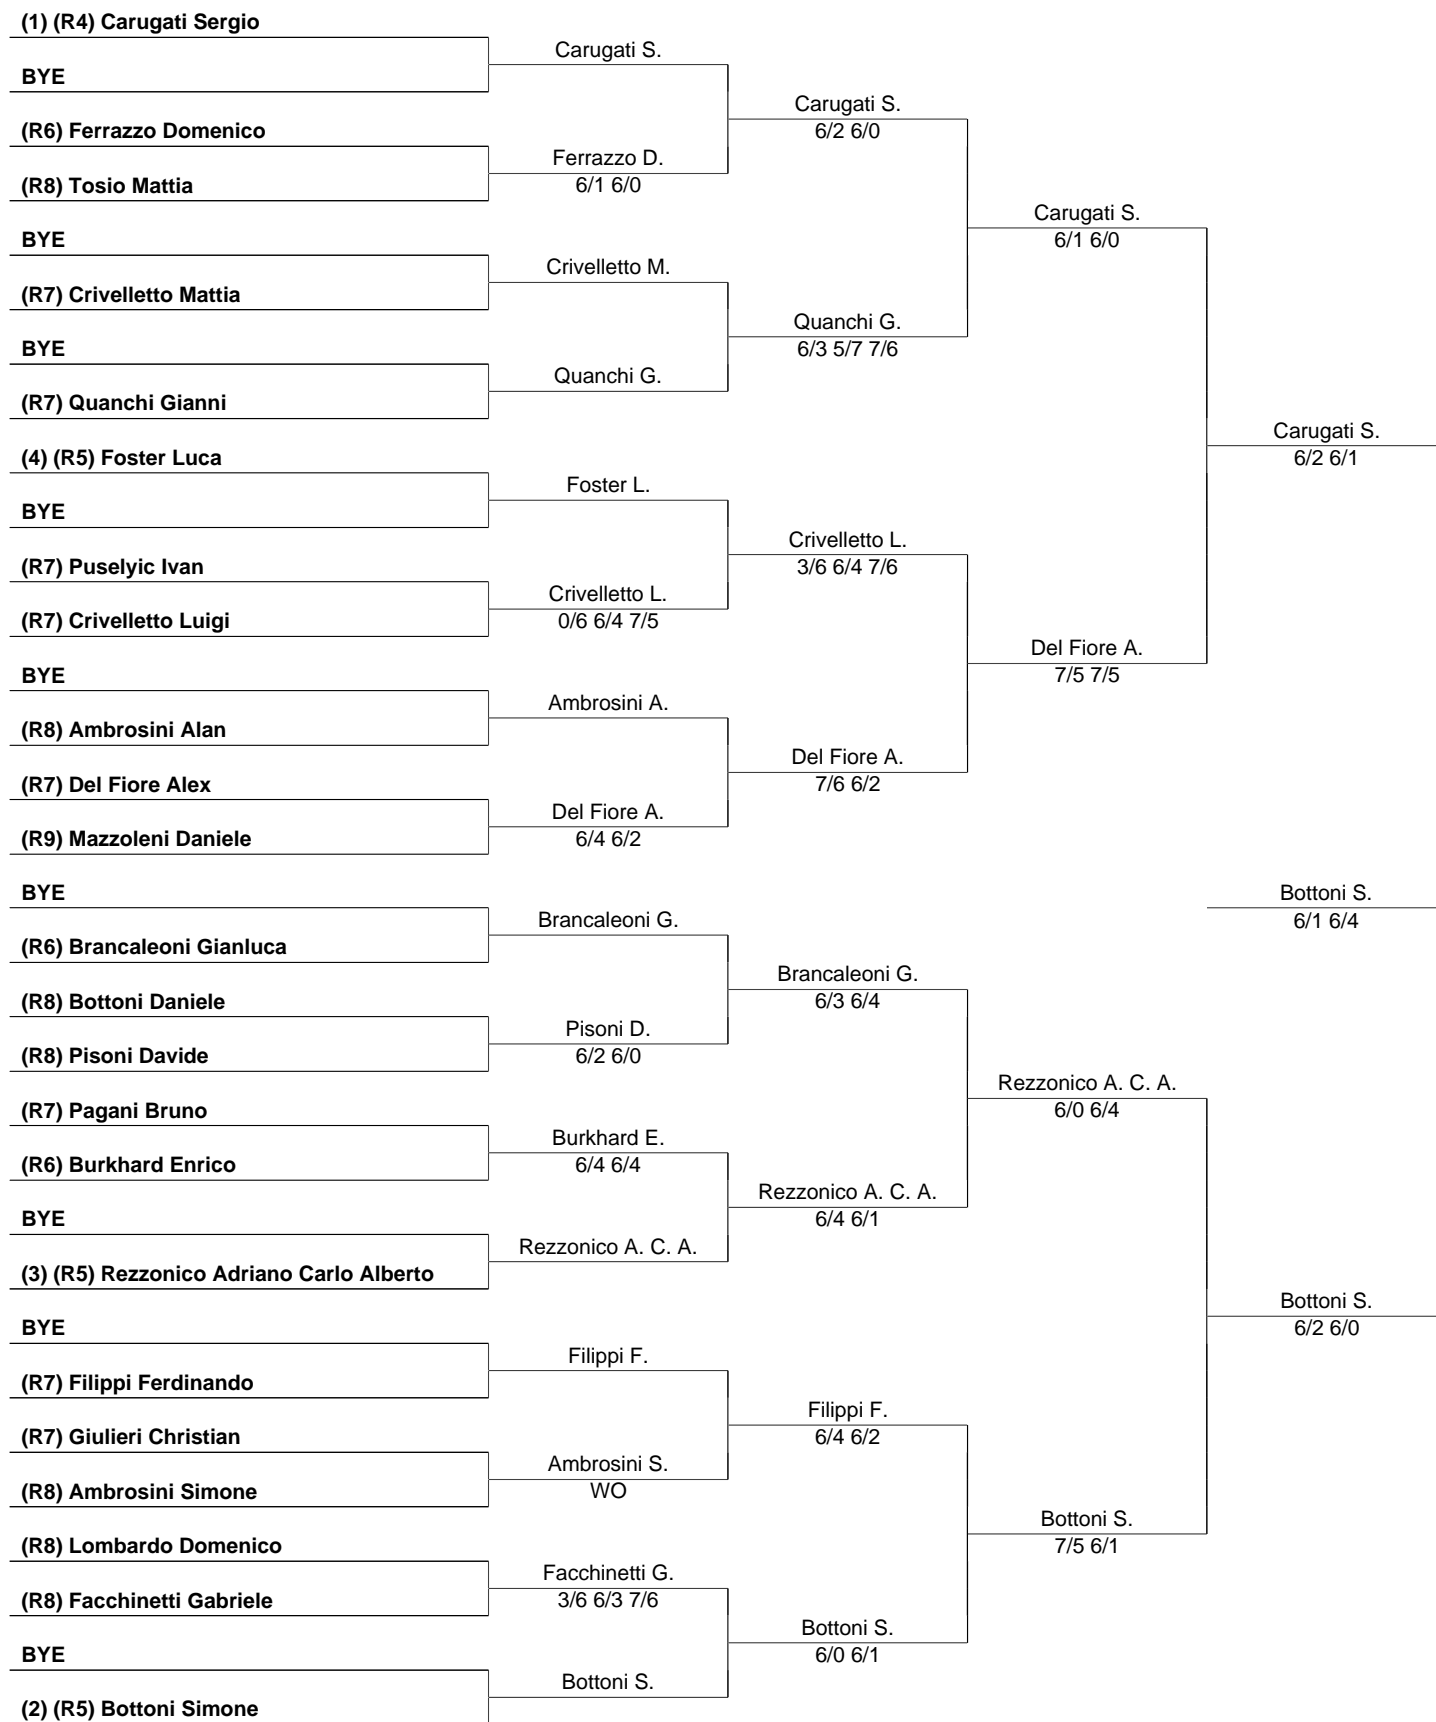 (1) (R4) Carugati Sergio
Carugati S.
BYE
Carugati S.
6/2 6/0
(R6) Ferrazzo Domenico
Ferrazzo D.
6/1 6/0
(R8) Tosio Mattia
Carugati S.
6/1 6/0
BYE
Crivelletto M.
(R7) Crivelletto Mattia
Quanchi G.
6/3 5/7 7/6
BYE
Quanchi G.
(R7) Quanchi Gianni
Carugati S.
6/2 6/1
(4) (R5) Foster Luca
Foster L.
BYE
Crivelletto L.
3/6 6/4 7/6
(R7) Puselyic Ivan
Crivelletto L.
0/6 6/4 7/5
(R7) Crivelletto Luigi
Del Fiore A.
7/5 7/5
BYE
Ambrosini A.
(R8) Ambrosini Alan
Del Fiore A.
7/6 6/2
(R7) Del Fiore Alex
Del Fiore A.
6/4 6/2
(R9) Mazzoleni Daniele
BYE
Bottoni S.
6/1 6/4
Brancaleoni G.
(R6) Brancaleoni Gianluca
Brancaleoni G.
6/3 6/4
(R8) Bottoni Daniele
Pisoni D.
6/2 6/0
(R8) Pisoni Davide
Rezzonico A. C. A.
6/0 6/4
(R7) Pagani Bruno
Burkhard E.
6/4 6/4
(R6) Burkhard Enrico
Rezzonico A. C. A.
6/4 6/1
BYE
Rezzonico A. C. A.
(3) (R5) Rezzonico Adriano Carlo Alberto
Bottoni S.
6/2 6/0
BYE
Filippi F.
(R7) Filippi Ferdinando
Filippi F.
6/4 6/2
(R7) Giulieri Christian
Ambrosini S.
WO
(R8) Ambrosini Simone
Bottoni S.
7/5 6/1
(R8) Lombardo Domenico
Facchinetti G.
3/6 6/3 7/6
(R8) Facchinetti Gabriele
Bottoni S.
6/0 6/1
BYE
Bottoni S.
(2) (R5) Bottoni Simone